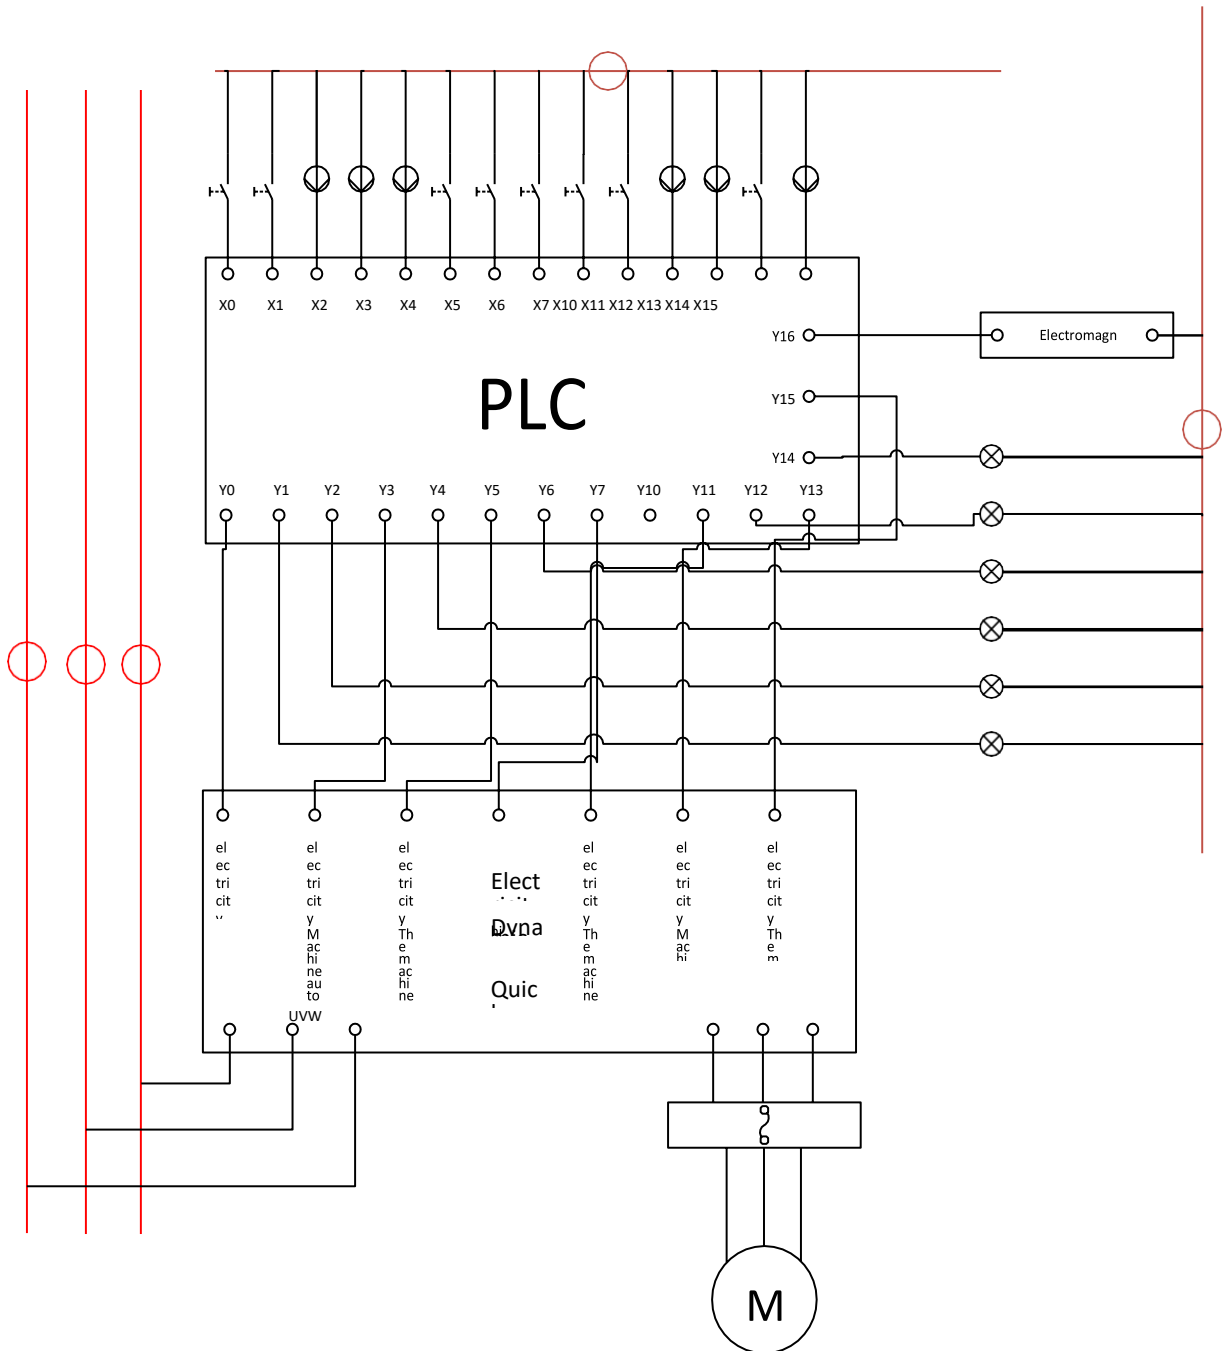 X0 X1 X2 X3 X4 X5 X6 X7 X10 X11 X12 X13 X14 X15
Y16
Electromagn
PLC
Y15
Y14
Y0 Y1 Y2 Y3 Y4 Y5 Y6 Y7 Y10 Y11 Y12 Y13
el
ec
tri
cit
el
ec
tri
cit
y
M
ac
hi
ne
au
to
el
ec
tri
cit
y
Th
e
m
ac
hi
ne
Elect
Quic
el
ec
tri
cit
y
Th
e
m
ac
hi
ne
el
ec
tri
cit
y
M
ac
hi
el
ec
tri
cit
y
Th
e
m
UVW
M